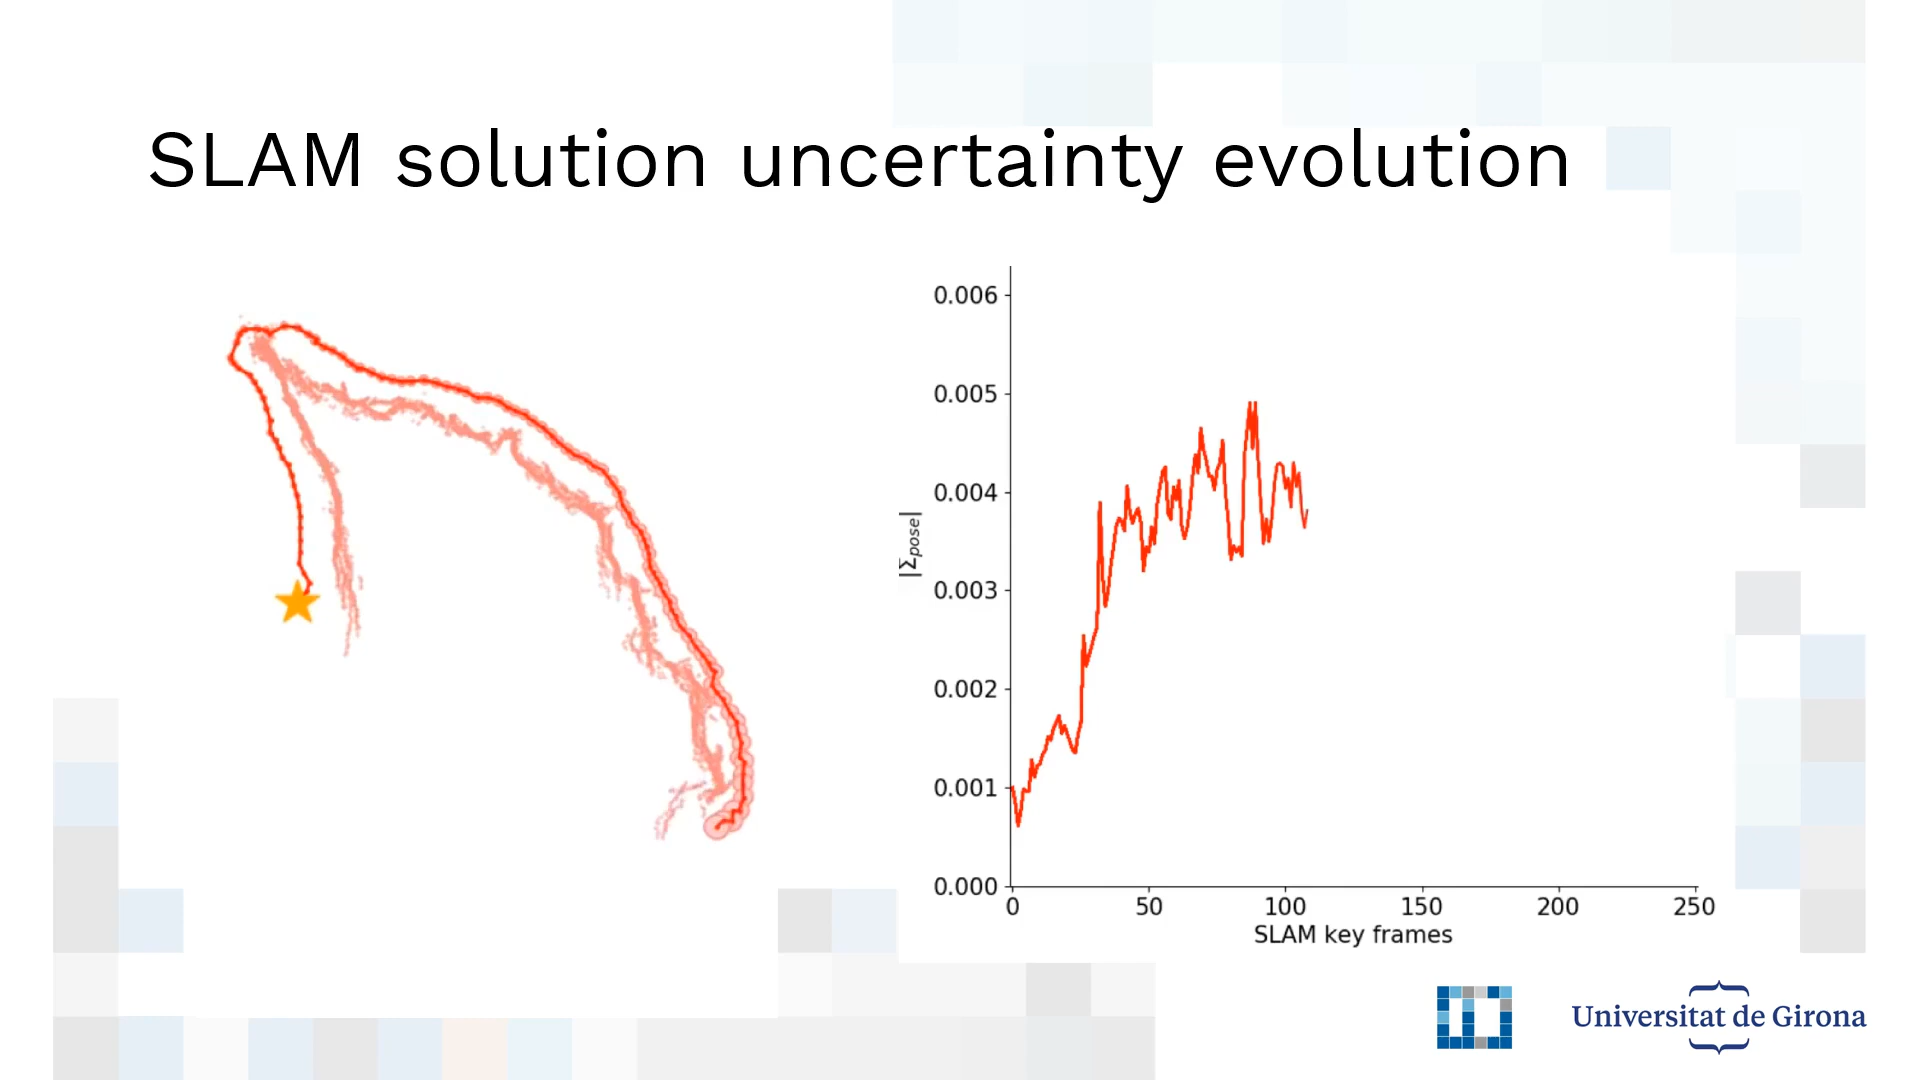 SLAM solution uncertainty evolution
0.006
0.005
0.004
0.003
0.002
0.001
0.000
|Σpose|
0 50 100 150 200 250
SLAM key frames
Universitat de Girona